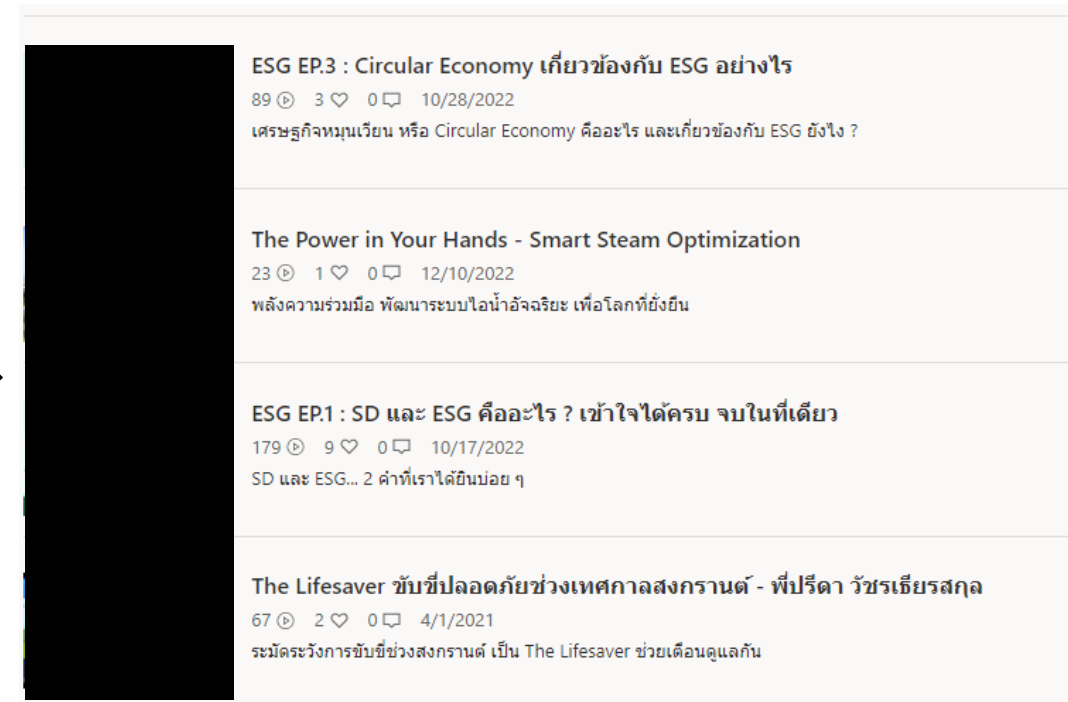 ESG EP.3 : Circular Economy เกี่ยวข้องกับ ESG อย่างไร
89 3 0 10/28/2022
เศรษฐกิจหมุนเวียน หรือ Circular Economy คืออะไร และเกี่ยวข้องกับ ESG ยังไง ?
The Power in Your Hands - Smart Steam Optimization
23 1 0 12/10/2022
พลังความร่วมมือ พัฒนาระบบไอน้ำอัจฉริยะ เพื่อโลกที่ยั่งยืน
ESG EP.1 : SD และ ESG คืออะไร ? เข้าใจได้ครบ จบในที่เดียว
179 9 0 10/17/2022
SD และ ESG... 2 คำที่เราได้ยินบ่อย ๆ
The Lifesaver ขับขี่ปลอดภัยช่วงเทศกาลสงกรานต์ - พี่ปรีดา วัชรเธียรสกุล
67 2 0 4/1/2021
ระมัดระวังการขับขี่ช่วงสงกรานต์ เป็น The Lifesaver ช่วยเตือนดูแลกัน